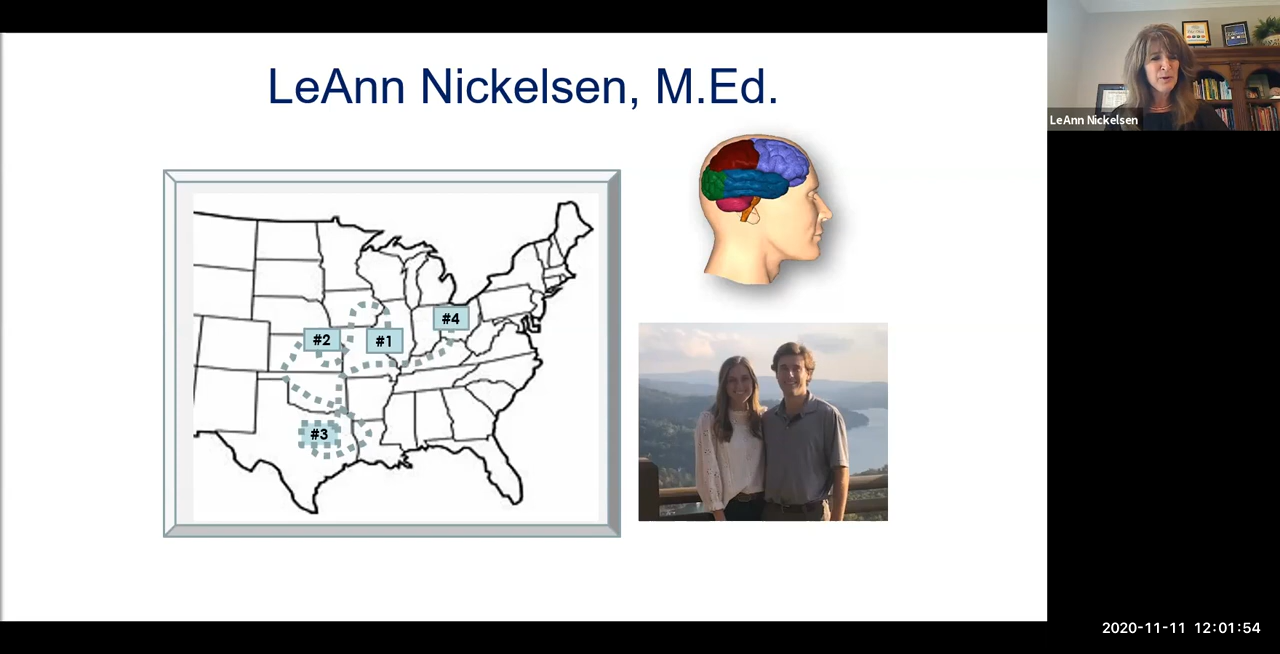 LeAnn Nickelsen, M.Ed.
LeAnn Nickelsen
#4
#2
#1
#3
2020-11-11 12:01:54